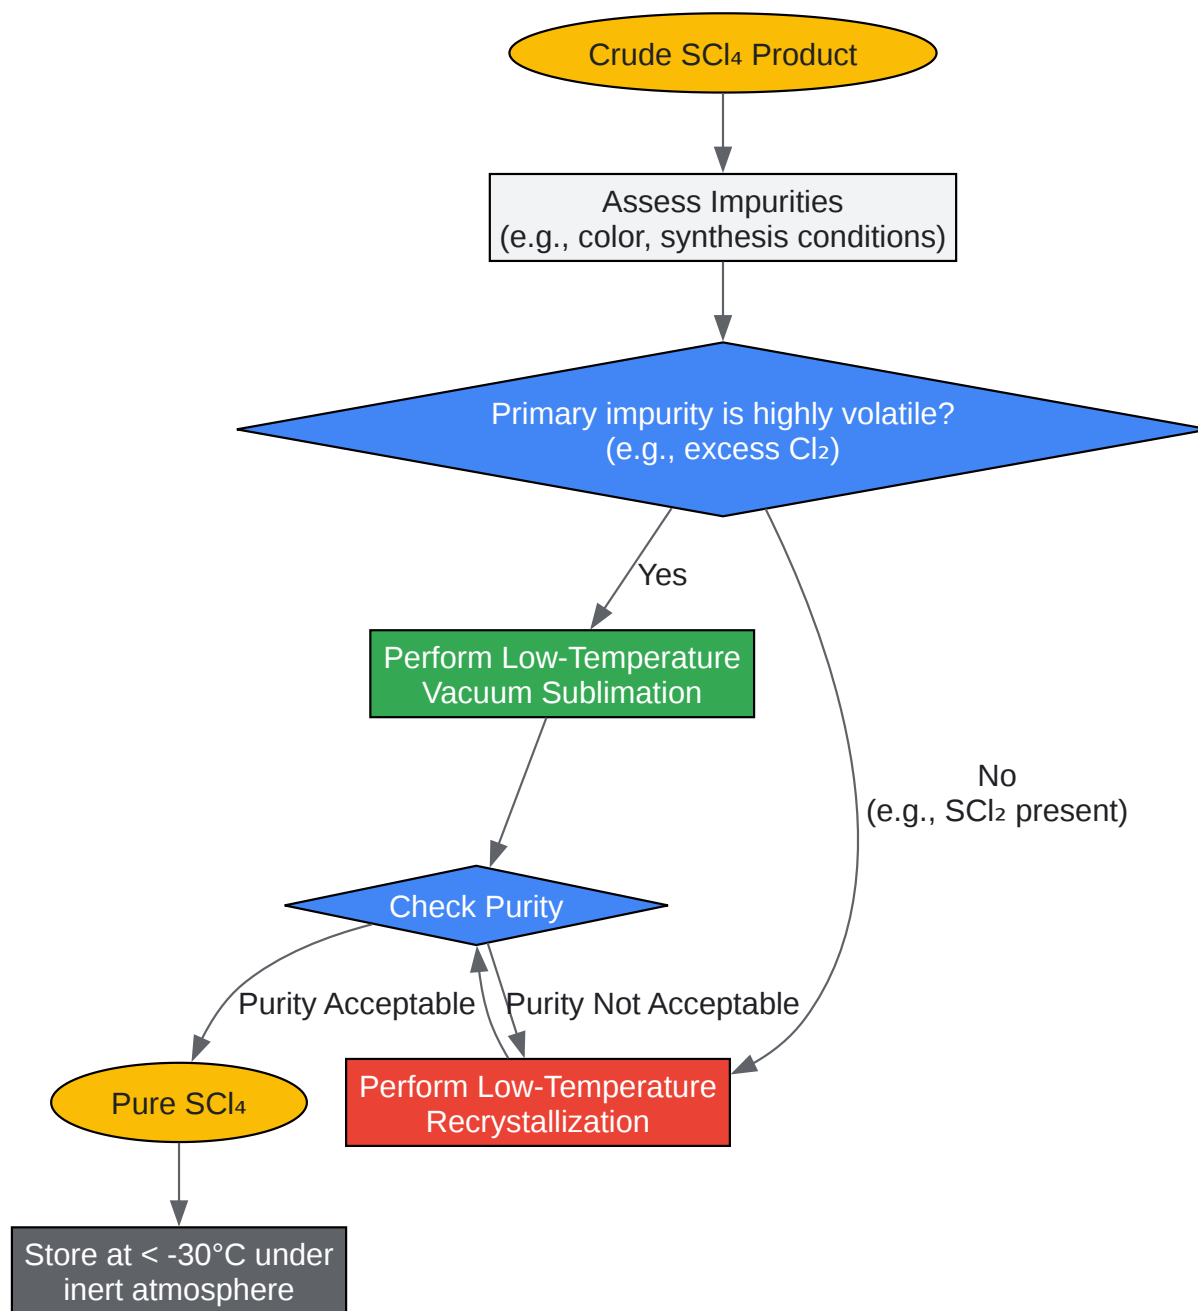 Crude SCl₄ Product
Assess Impurities
(e.g., color, synthesis conditions)
Primary impurity is highly volatile?
(e.g., excess Cl₂)
Yes
Perform Low-Temperature
Vacuum Sublimation
No
(e.g., SCl₂ present)
Check Purity
Purity Acceptable
Purity Not Acceptable
Pure SCl₄
Perform Low-Temperature
Recrystallization
Store at < -30°C under
inert atmosphere